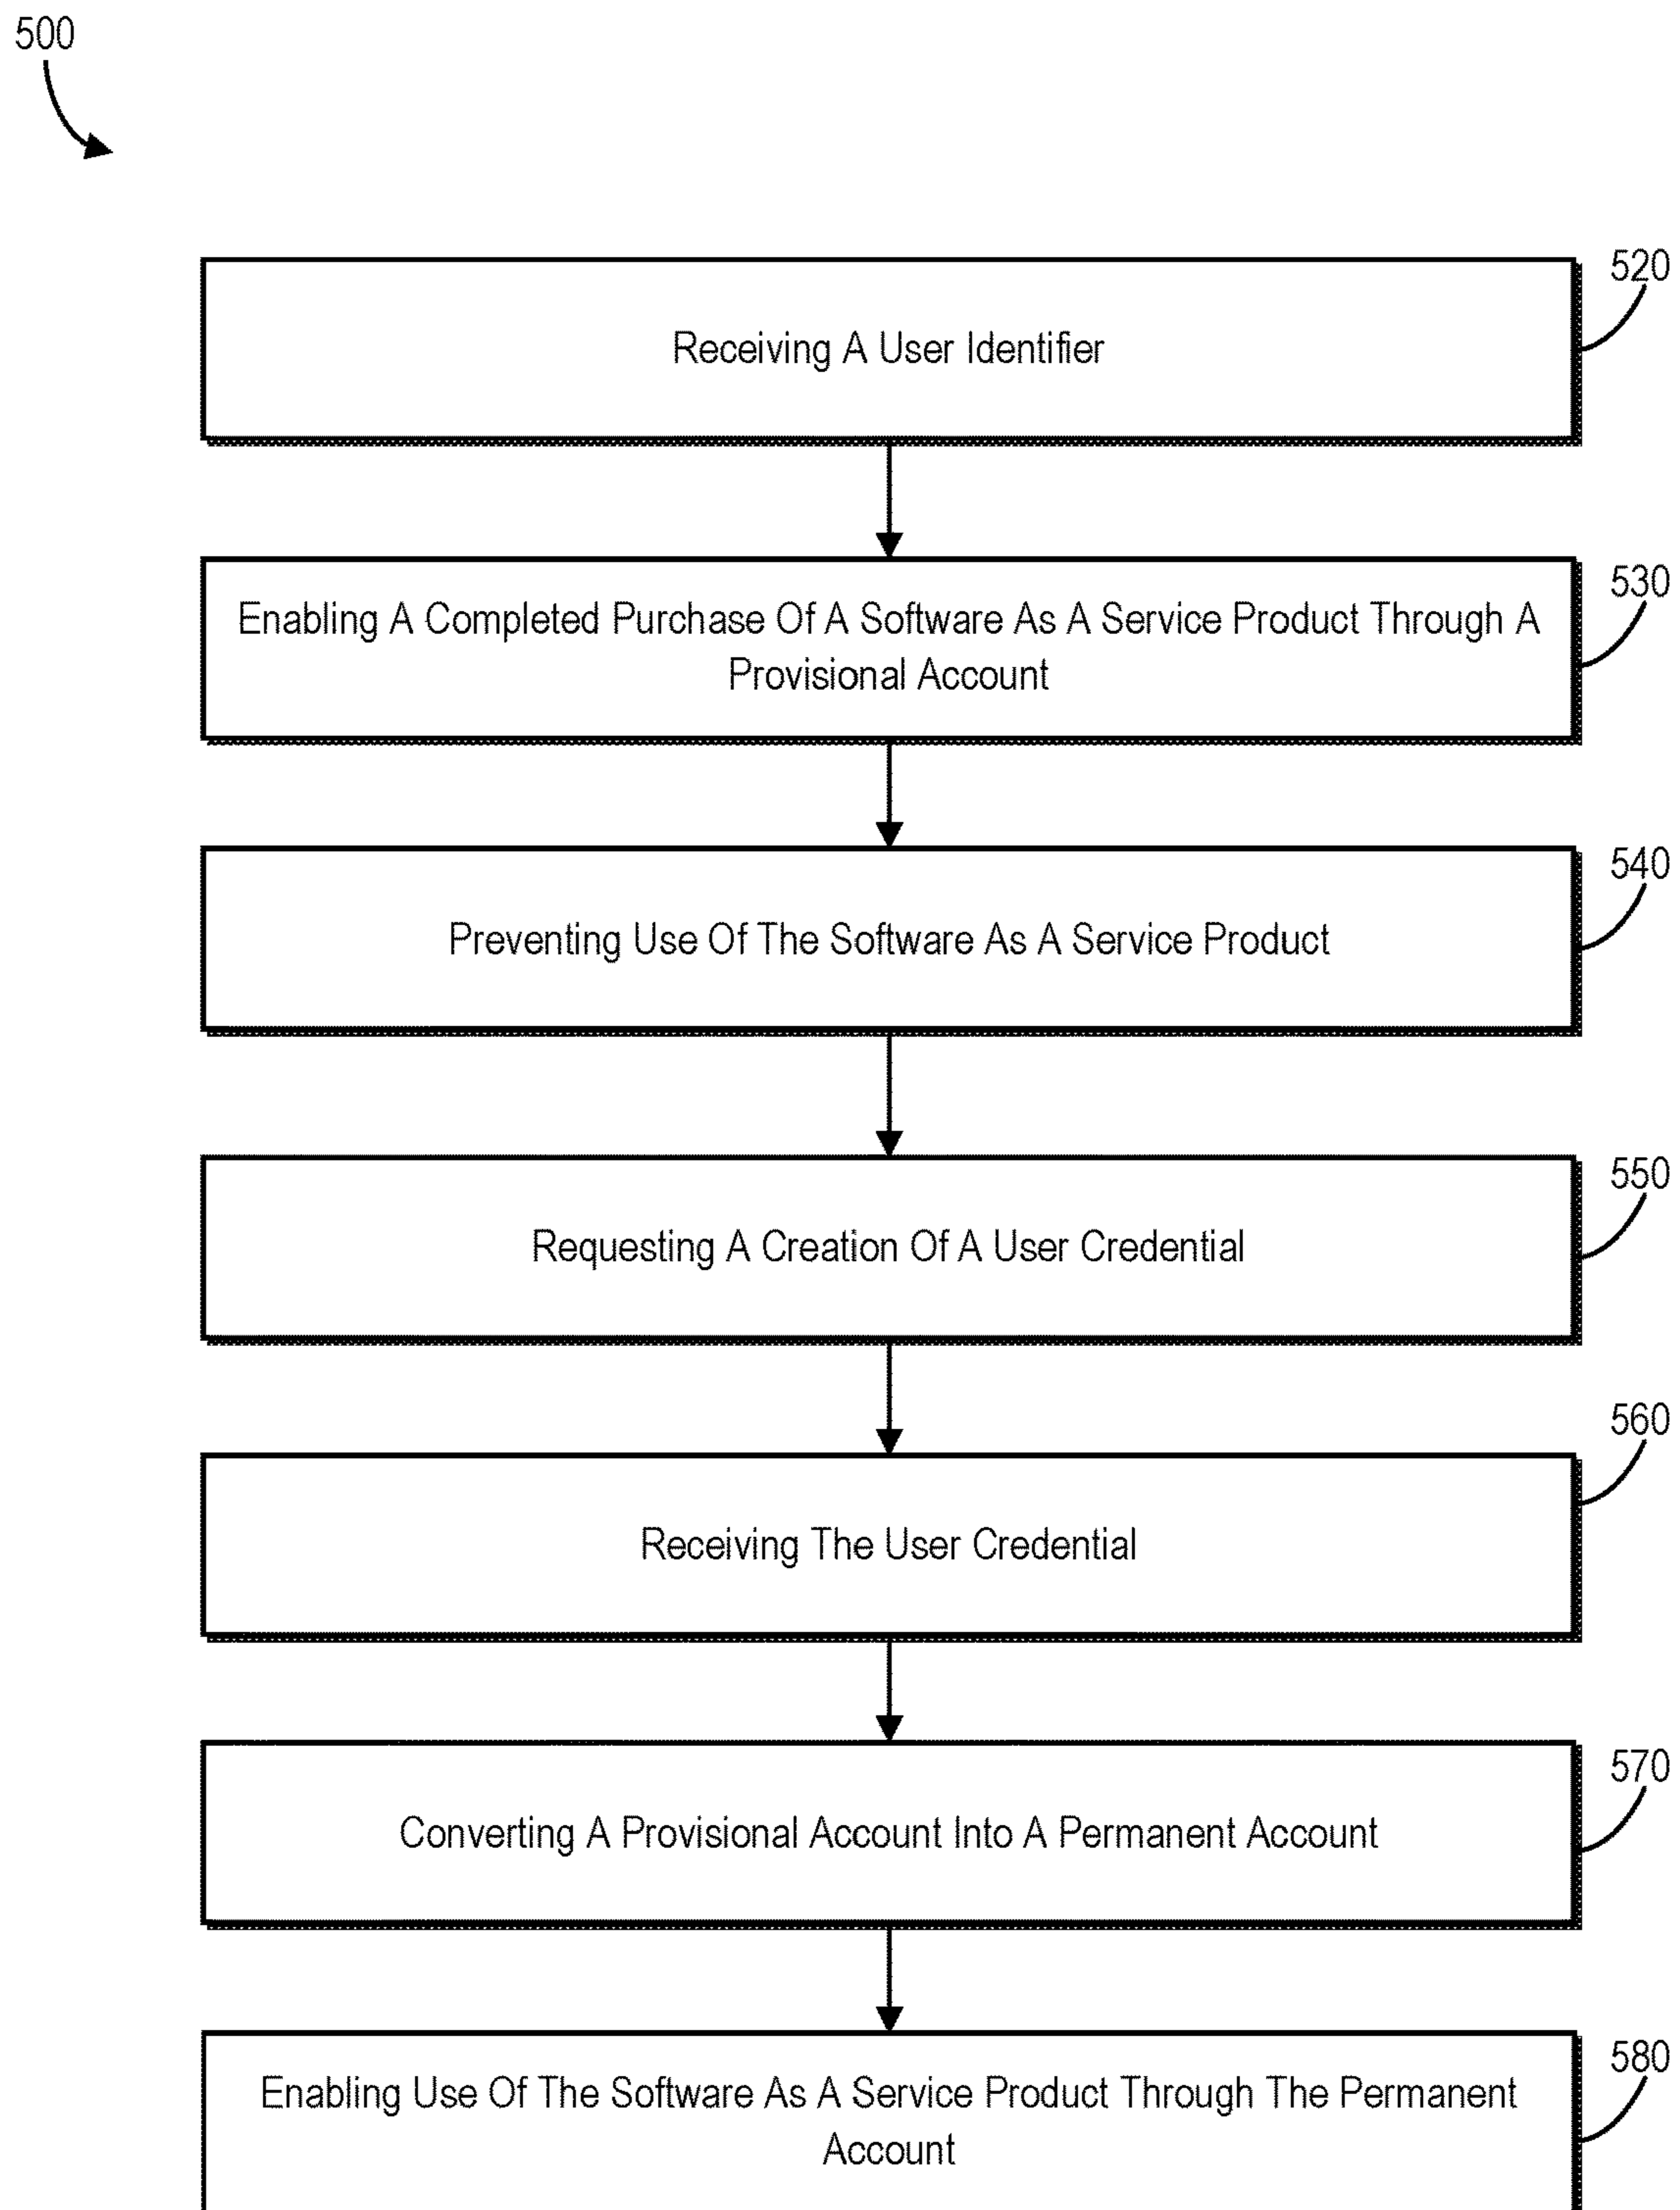 500
520
Receiving A User Identifier
530
Enabling A Completed Purchase Of A Software As A Service Product Through A
Provisional Account
540
Preventing Use Of The Software As A Service Product
550
Requesting A Creation Of A User Credential
560
Receiving The User Credential
570
Converting A Provisional Account Into A Permanent Account
580
Enabling Use Of The Software As A Service Product Through The Permanent
Account